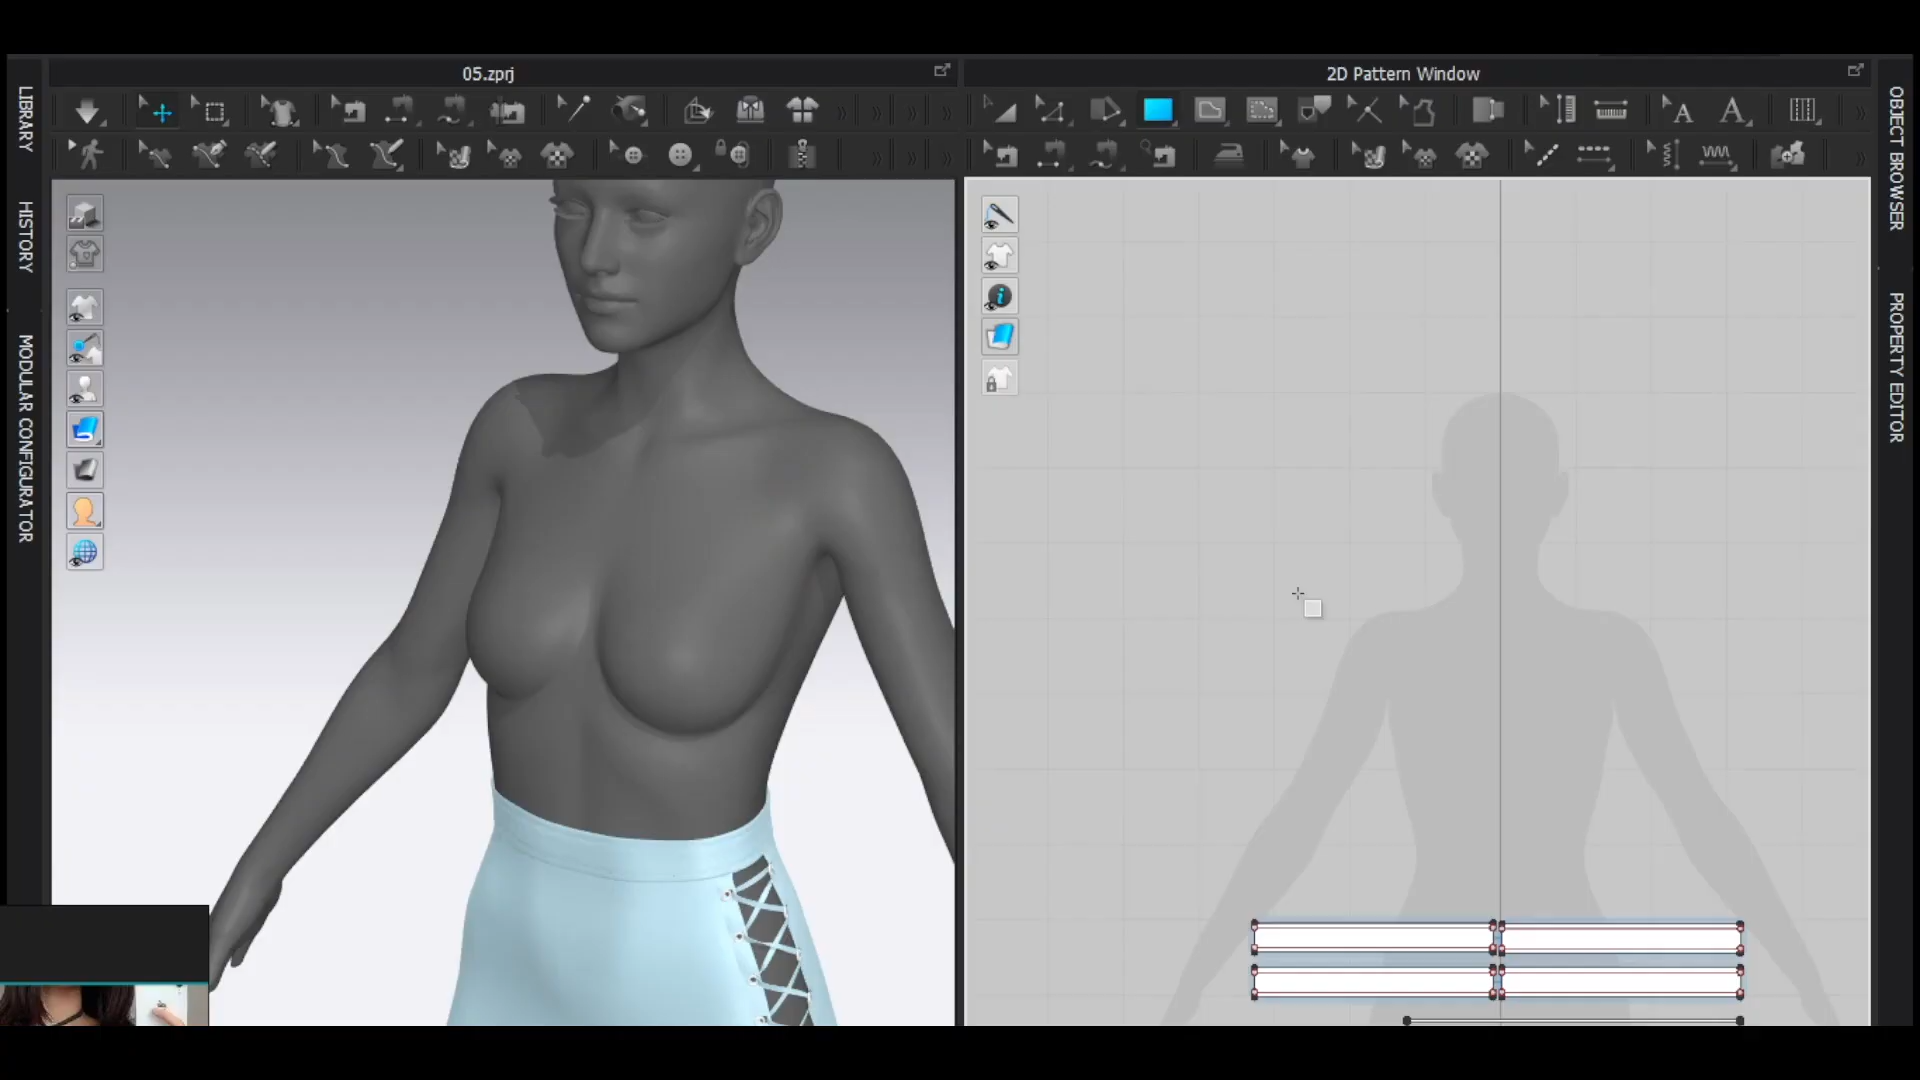 05.zprj
2D Pattern Window
LIBRARY
HISTORY
MODULAR CONFIGURATOR
OBJECT BROWSER
PROPERTY EDITOR